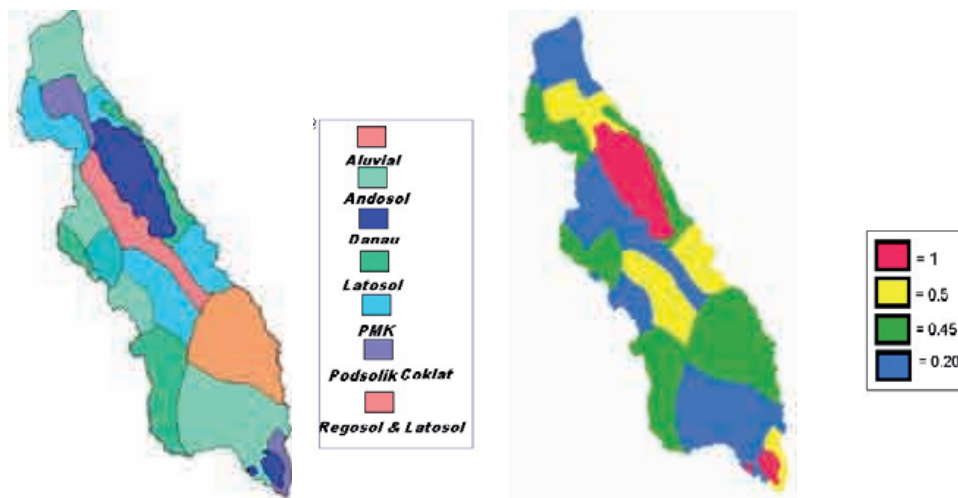 Aluvial
Andosol
Danau
Latosol
PMK
Podsolik Coklat
Regosol & Latosol
= 1
= 0.5
= 0.45
= 0.20